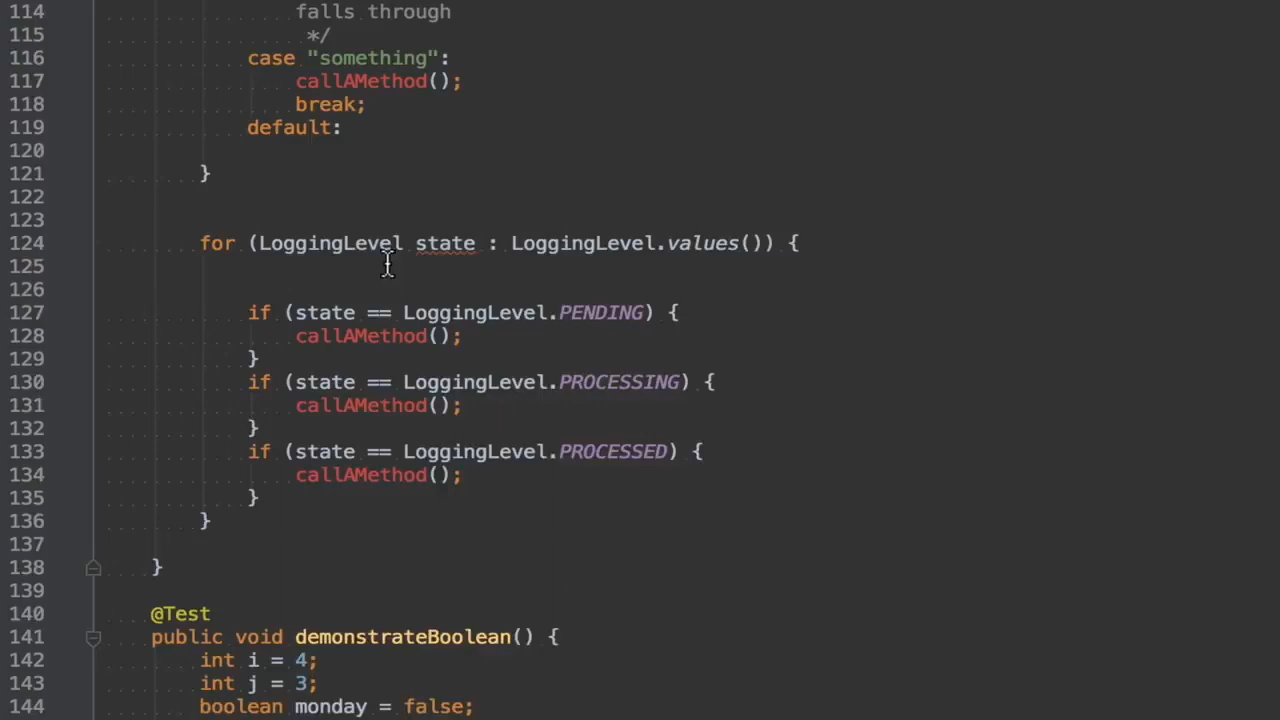 114 falls through
115 */
116 case "something":
117 callAMethod();
118 break;
119 default:
120
121 }
122
123
124 for (LoggingLevel state : LoggingLevel.values()) {
125
126
127 if (state == LoggingLevel.PENDING) {
128 callAMethod();
129 }
130 if (state == LoggingLevel.PROCESSING) {
131 callAMethod();
132 }
133 if (state == LoggingLevel.PROCESSED) {
134 callAMethod();
135 }
136 }
137
138 }
139
140 @Test
141 public void demonstrateBoolean() {
142 int i = 4;
143 int j = 3;
144 boolean monday = false;